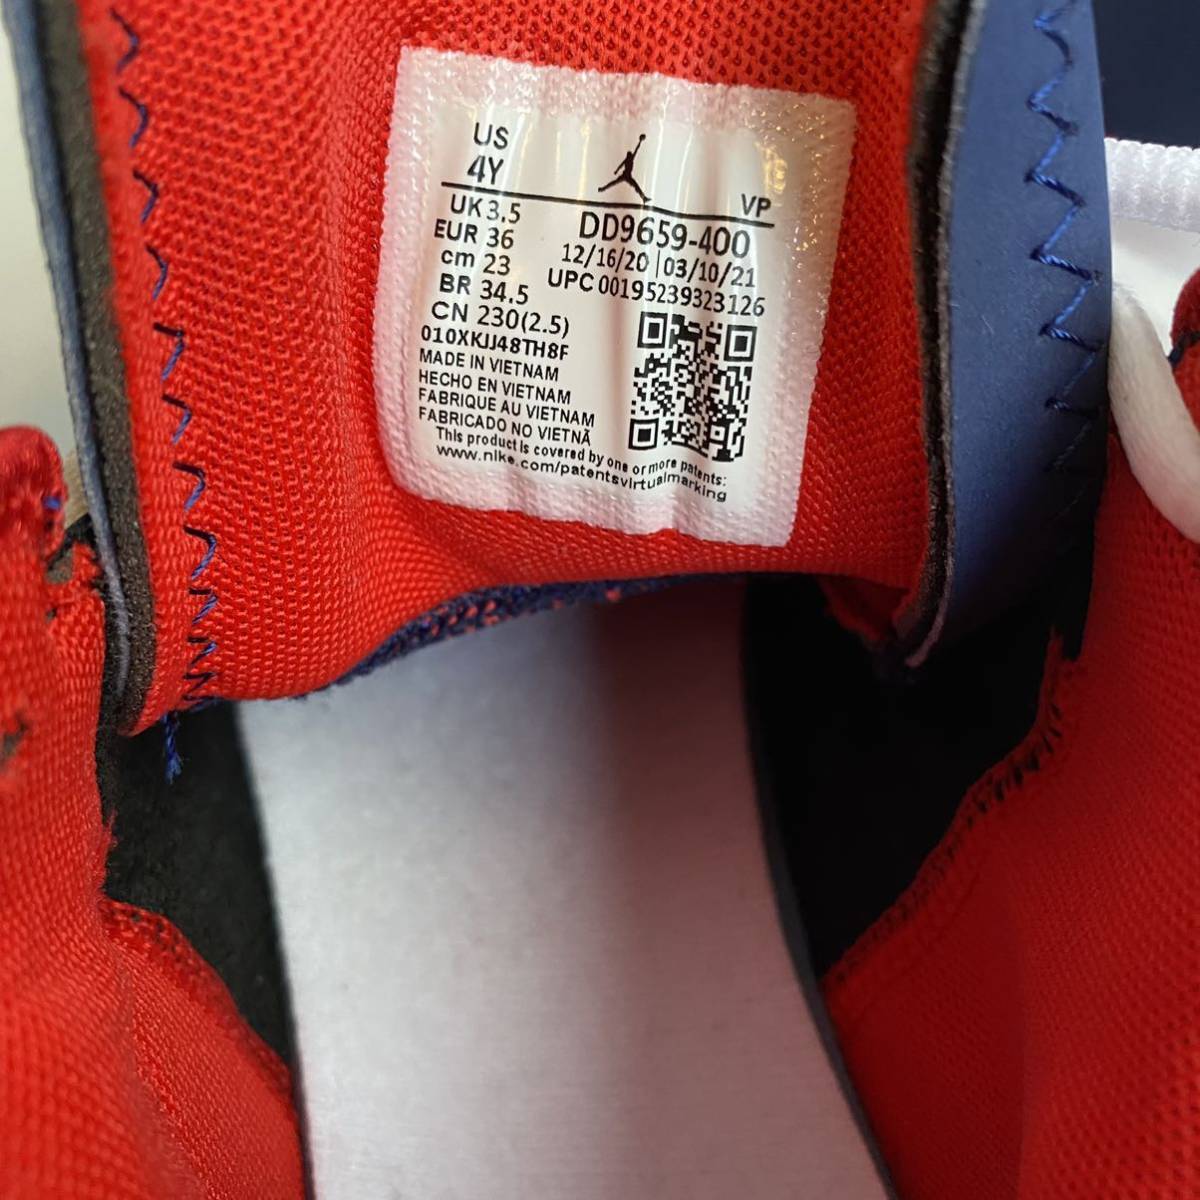 US
4Y
VP
UK 3.5
DD9659-400
EUR 36
12/16/20 | 03/10/21
cm 23
UPC 00195239323126
BR 34.5
CN 230(2.5)
010XKJJ48TH8F
MADE IN VIETNAM
HECHO EN VIETNAM
FABRIQUE AU VIETNAM
FABRICADO NO VIETNÃ
This product is covered by one or more patents:
www.nike.com/patentsvirtualmarking